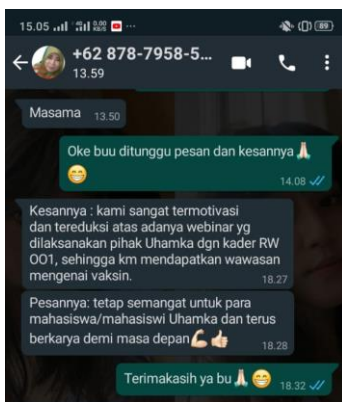 15.05
89
+62 878-7958-5...
13.59
Masama 13.50
Oke buu ditunggu pesan dan kesannya🙏🏻
😁
14.08
Kesannya : kami sangat termotivasi
dan tereduksi atas adanya webinar yg
dilaksanakan pihak Uhamka dgn kader RW
OO1, sehingga km mendapatkan wawasan
mengenai vaksin.
18.27
Pesannya: tetap semangat untuk para
mahasiswa/mahasiswi Uhamka dan terus
berkarya demi masa depan💪🏻👍🏻
18.28
Terimakasih ya bu🙏🏻😁 18.32